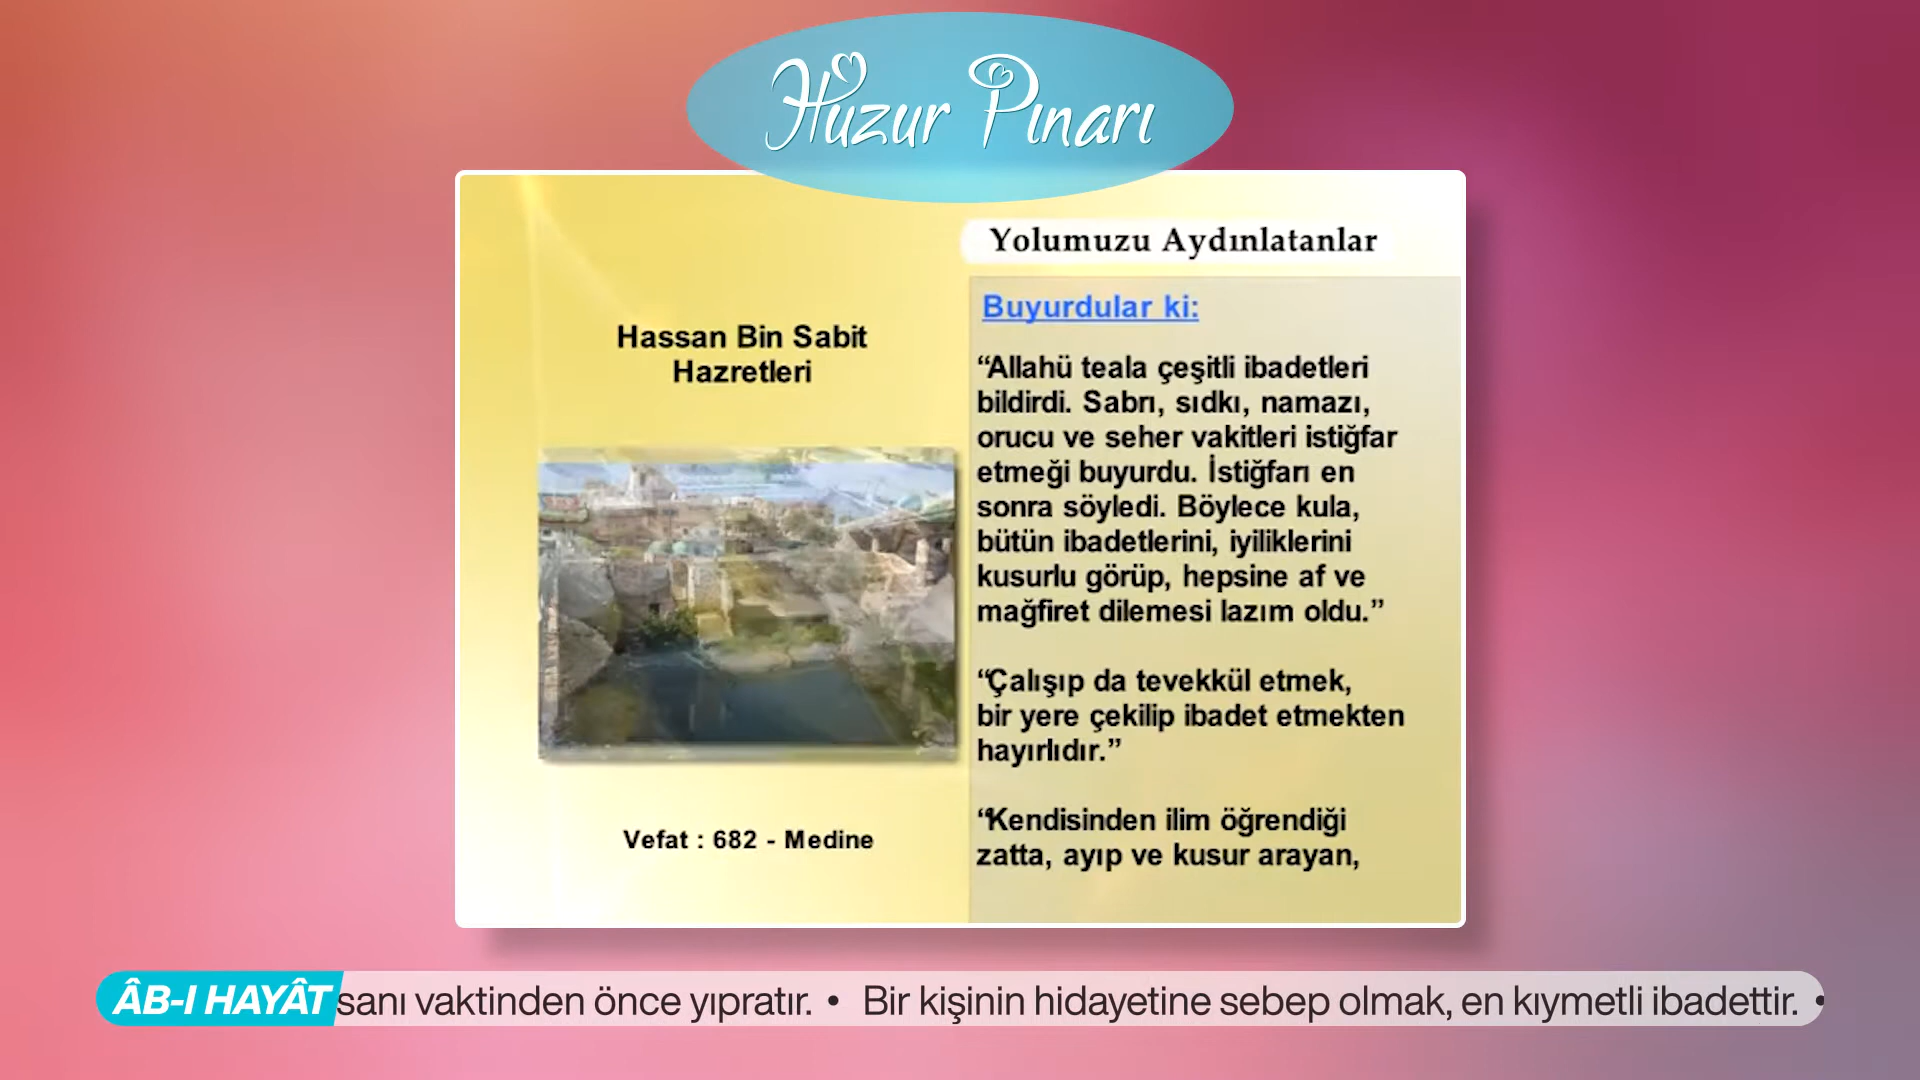 Huzur Pınarı
Yolumuzu Aydınlatanlar
Hassan Bin Sabit
Hazretleri
Vefat : 682 - Medine
Buyurdular ki:
“Allahü teala çeşitli ibadetleri
bildirdi. Sabrı, sıdkı, namazı,
orucu ve seher vakitleri istiğfar
etmeği buyurdu. İstiğfarı en
sonra söyledi. Böylece kula,
bütün ibadetlerini, iyiliklerini
kusurlu görüp, hepsine af ve
mağfiret dilemesi lazım oldu.”
“Çalışıp da tevekkül etmek,
bir yere çekilip ibadet etmekten
hayırlıdır.”
“Kendisinden ilim öğrendiği
zatta, ayıp ve kusur arayan,
ÂB-I HAYÂT sanı vaktinden önce yıpratır. • Bir kişinin hidayetine sebep olmak, en kıymetli ibadettir. •